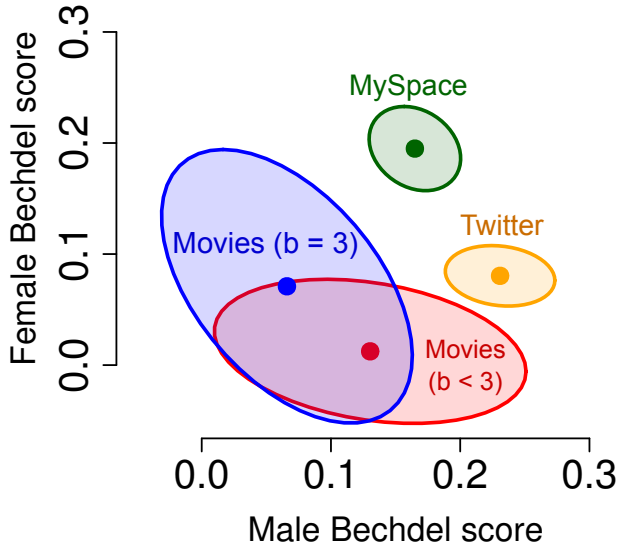 0.3
0.2
0.1
0.0
Female Bechdel score
MySpace
Twitter
Movies (b = 3)
Movies
(b < 3)
0.0 0.1 0.2 0.3
Male Bechdel score